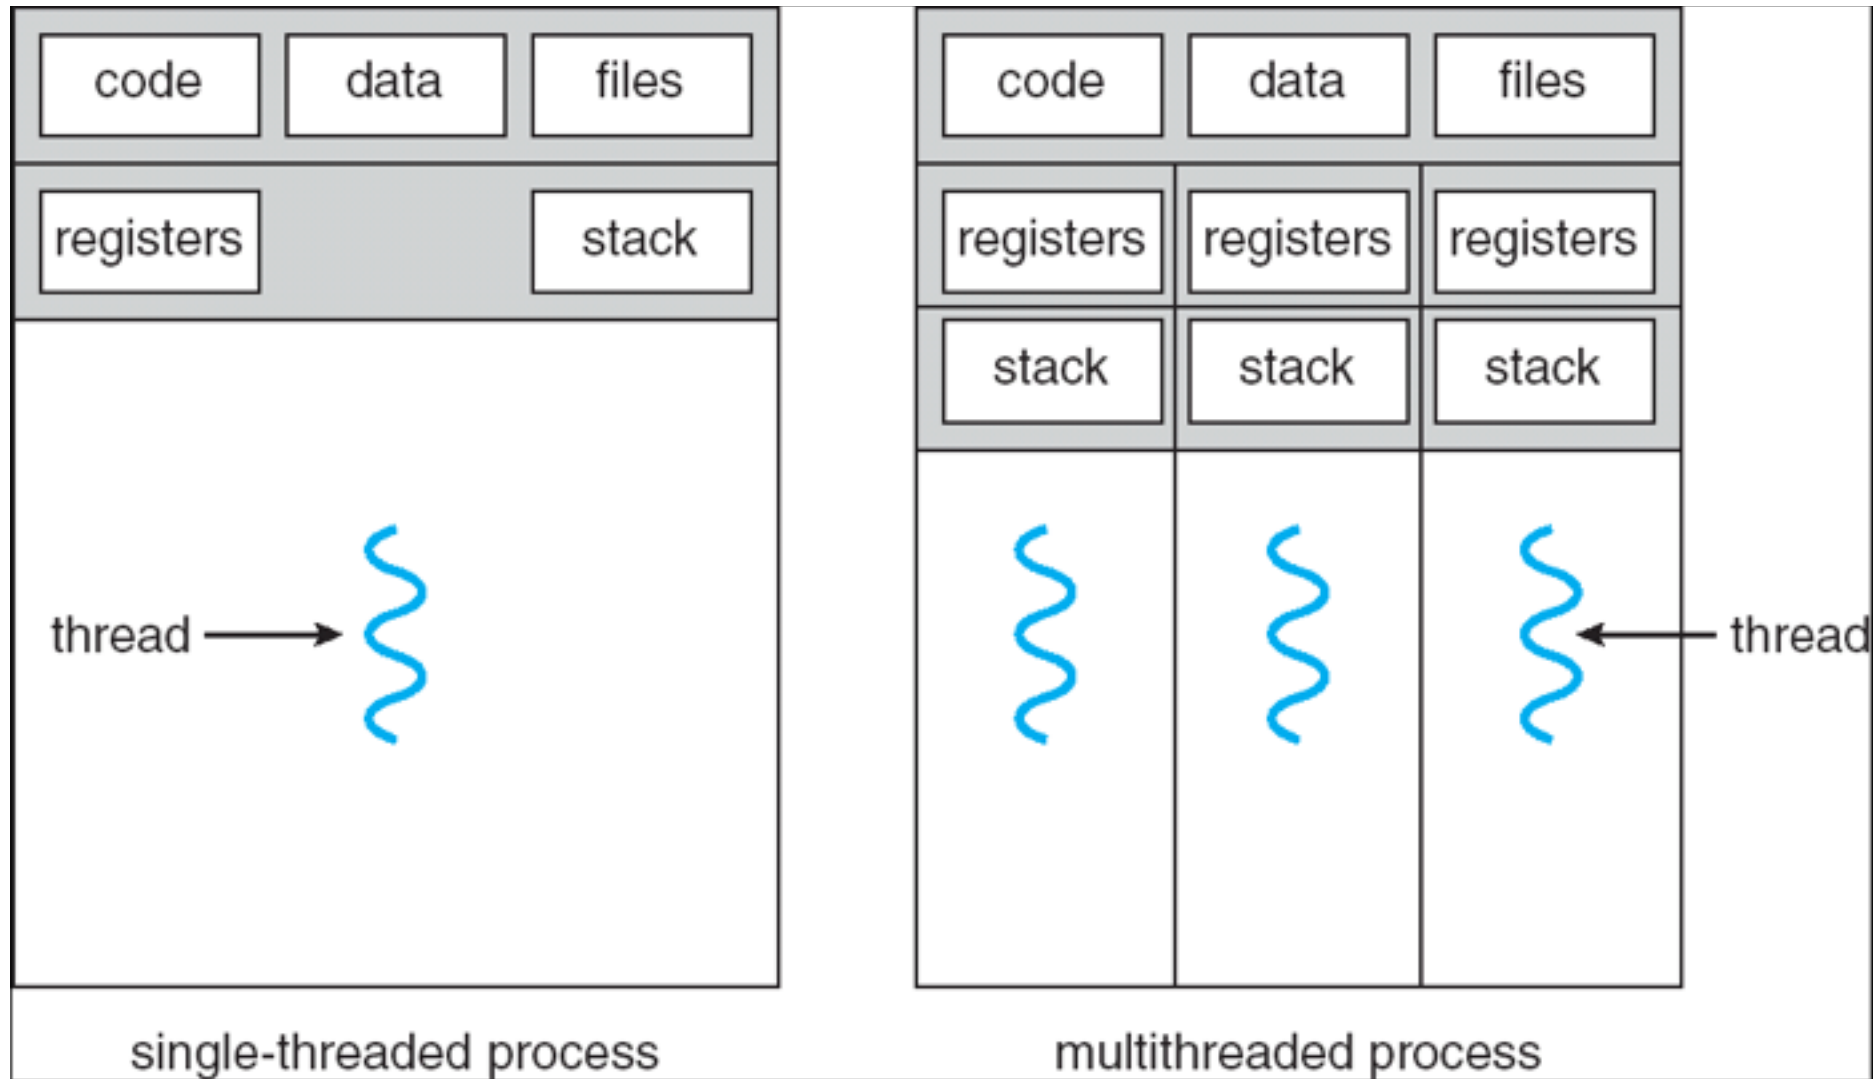 code data files
registers stack
thread
single-threaded process
code data files
registers registers registers
stack stack stack
thread
multithreaded process